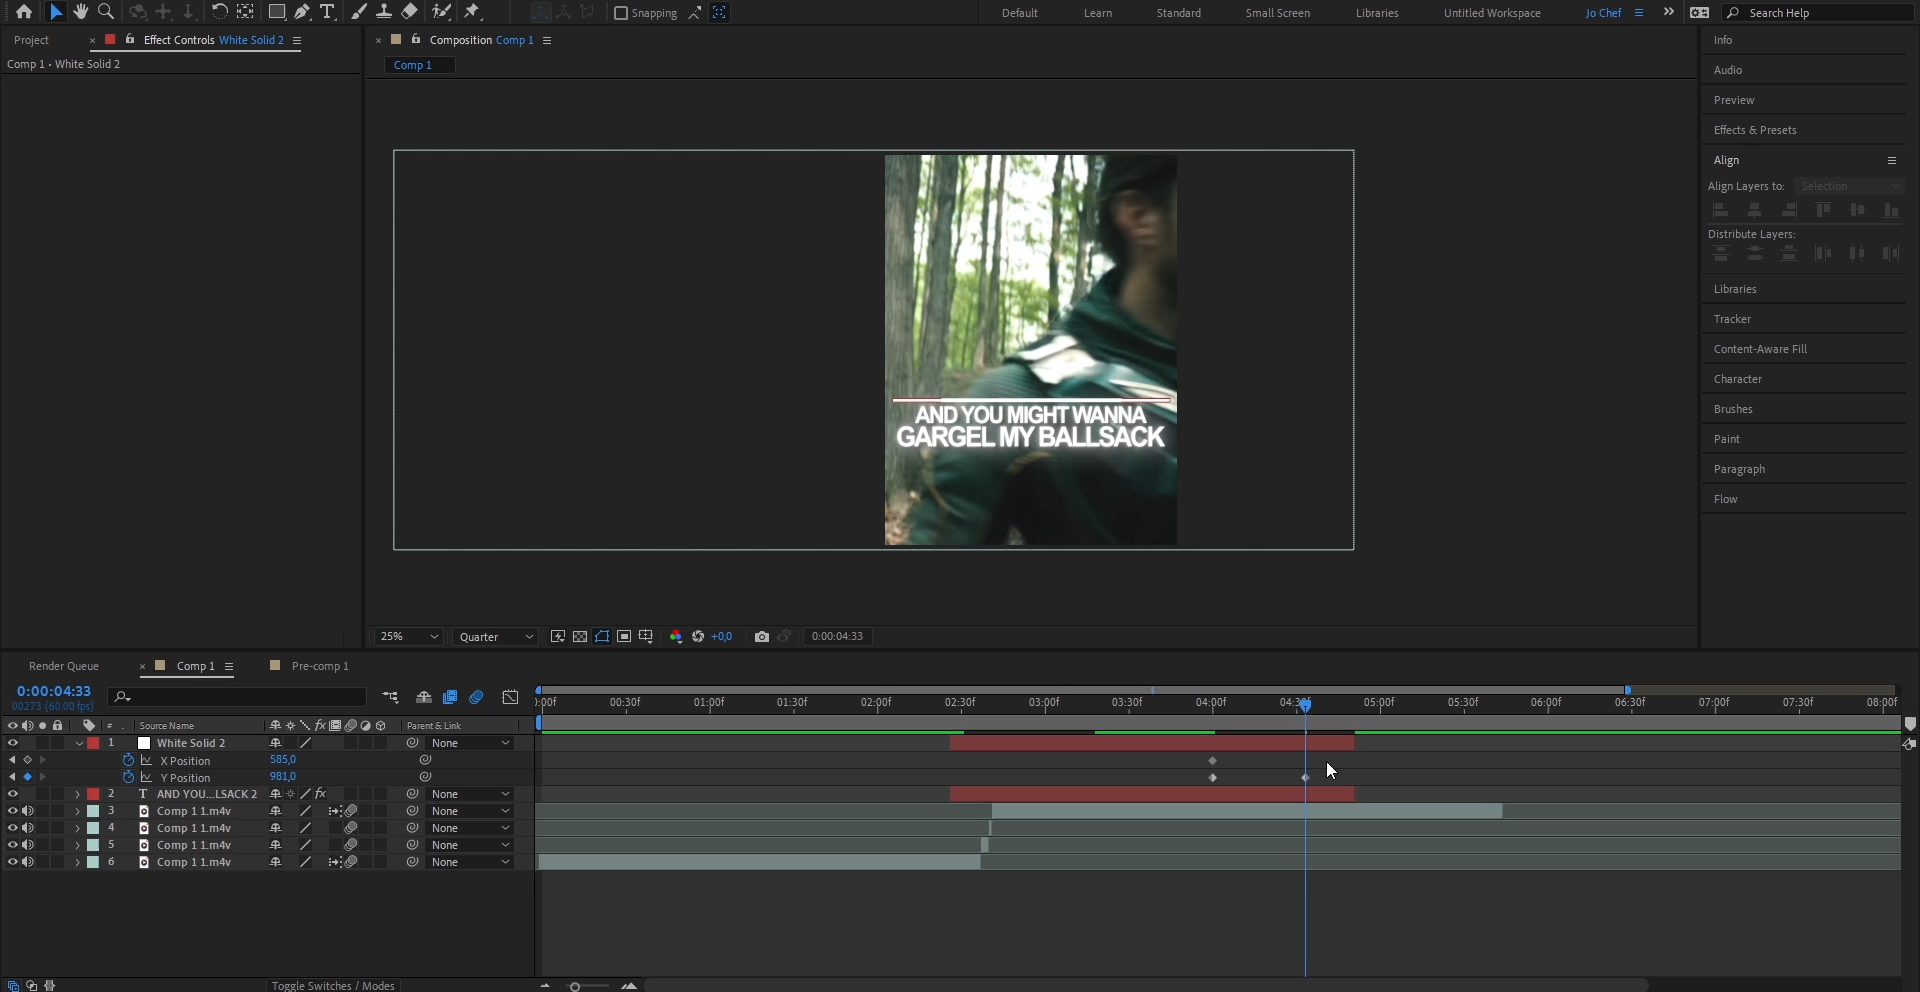 Snapping
Default
Learn
Standard
Small Screen
Libraries
Untitled Workspace
Jo Chef
Search Help
Project
Effect Controls White Solid 2
Composition Comp 1
Comp 1 • White Solid 2
Comp 1
Info
Audio
Preview
Effects & Presets
Align
Align Layers to: Selection
Distribute Layers:
Libraries
Tracker
Content-Aware Fill
Character
Brushes
Paint
Paragraph
Flow
AND YOU MIGHT WANNA
GARGEL MY BALLSACK
25%
Quarter
+0,0
0:00:04:33
Render Queue
Comp 1
Pre-comp 1
0:00:04:33
00273 (60.00 fps)
:00f 00:30f 01:00f 01:30f 02:00f 02:30f 03:00f 03:30f 04:00f 04:30f 05:00f 05:30f 06:00f 06:30f 07:00f 07:30f 08:00f
# Source Name fx Parent & Link
1 White Solid 2 None
X Position 585,0
Y Position 981,0
2 T AND YOU...LSACK 2 fx None
3 Comp 1 1.m4v None
4 Comp 1 1.m4v None
5 Comp 1 1.m4v None
6 Comp 1 1.m4v None
Toggle Switches / Modes